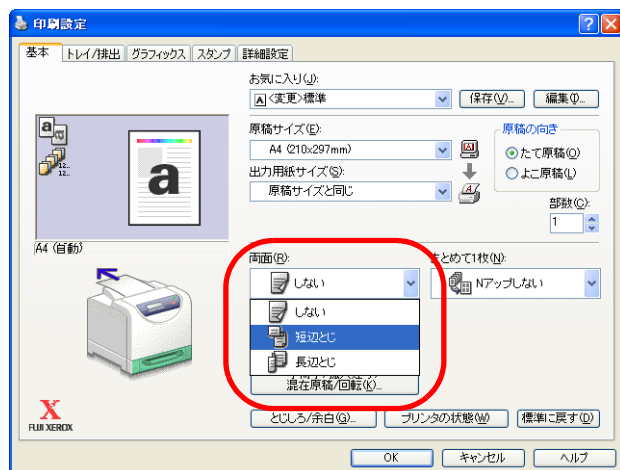 印刷設定
基本 トレイ/排出 グラフィックス スタンプ 詳細設定
お気に入り(J):
A <変更>標準 保存(V)... 編集(I)...
原稿サイズ(E):
A4 (210x297mm)
出力用紙サイズ(S):
原稿サイズと同じ
原稿の向き
たて原稿(O)
よこ原稿(L)
部数(C):
1
a
12..
12..
a
A4 (自動)
両面(R):
しない
しない
短辺とじ
長辺とじ
まとめて1枚(N):
Nアップしない
混在原稿/回転(K)...
FUJI XEROX
とじしろ/余白(G)... プリンタの状態(W) 標準に戻す(D)
OK キャンセル ヘルプ